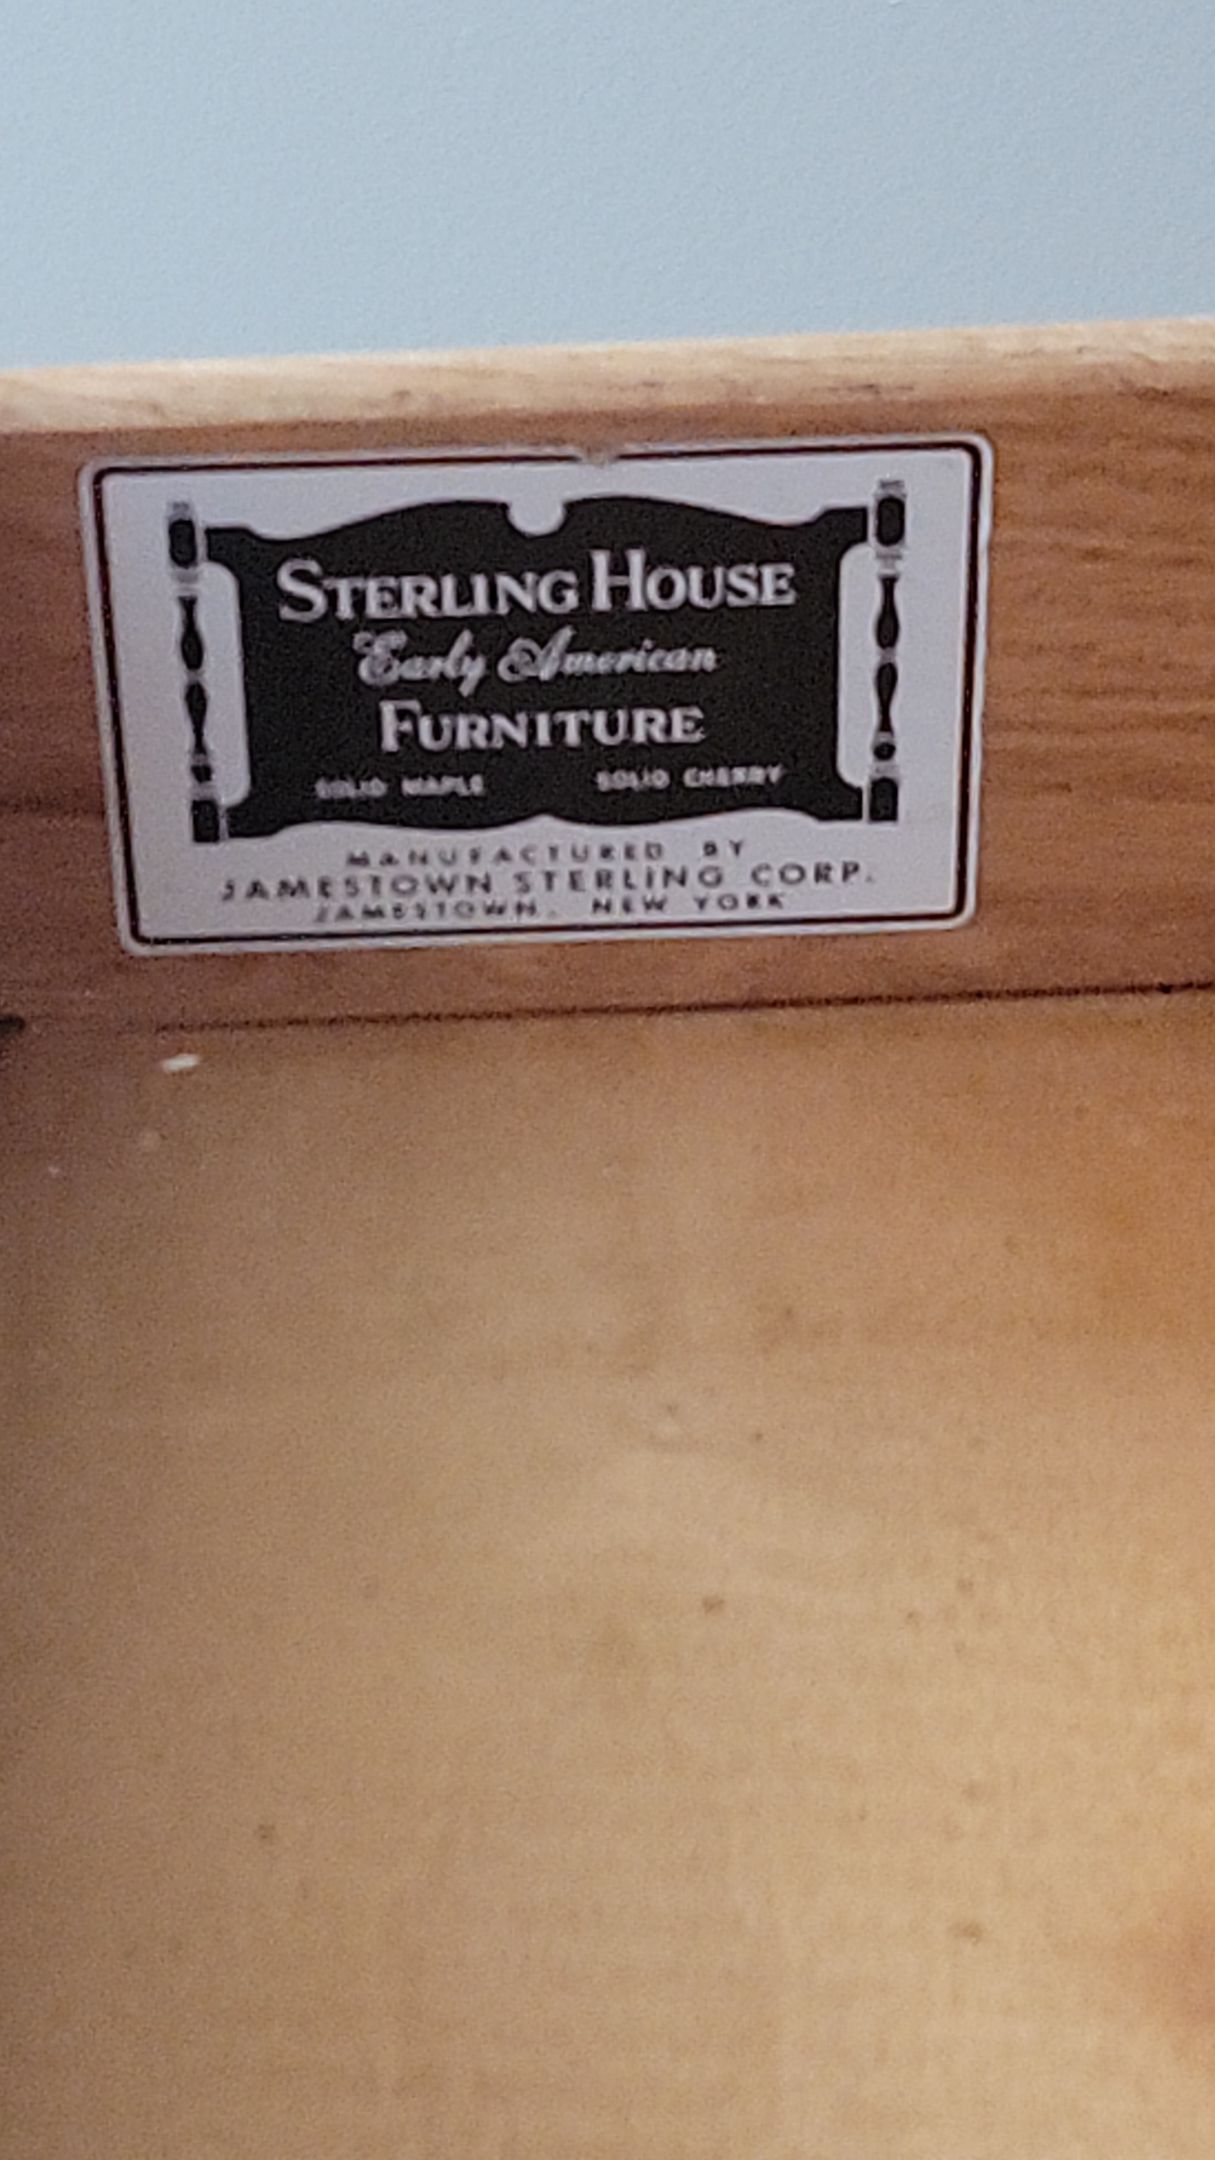 STERLING HOUSE
Early American
FURNITURE
SOLID MAPLE SOLID CHERRY
MANUFACTURED BY
JAMESTOWN STERLING CORP.
JAMESTOWN, NEW YORK